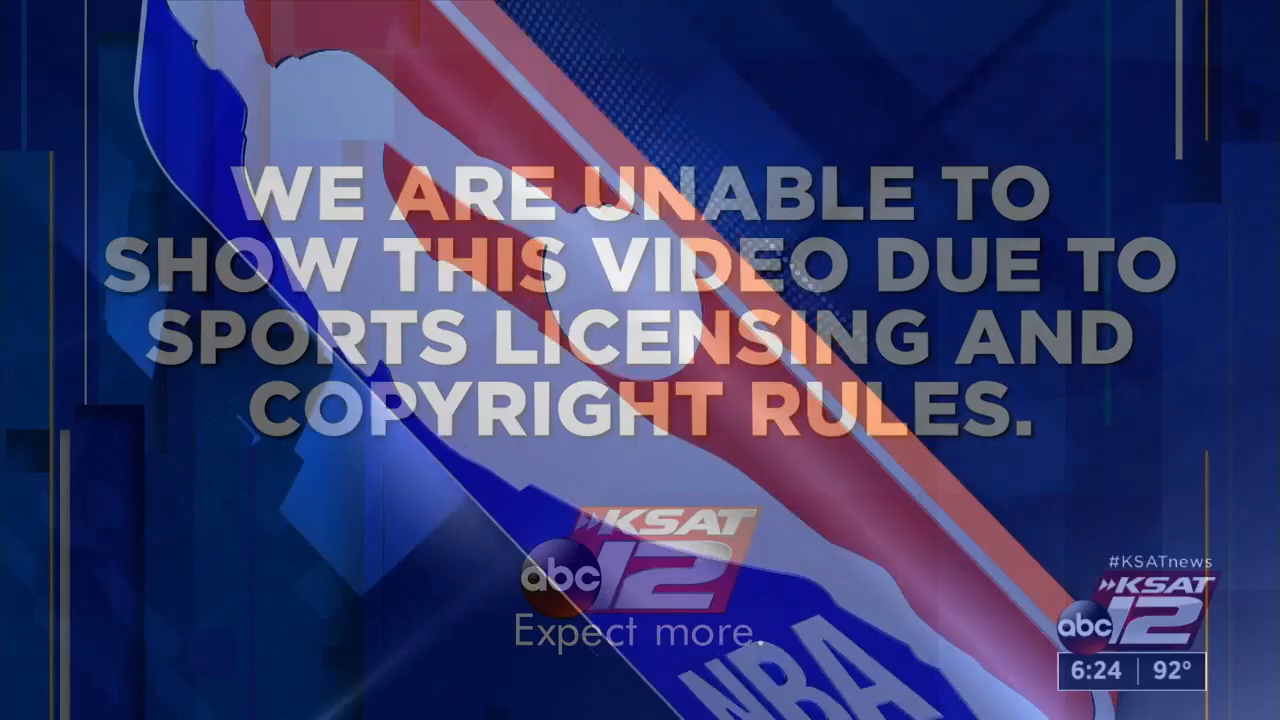 WE ARE UNABLE TO
SHOW THIS VIDEO DUE TO
SPORTS LICENSING AND
COPYRIGHT RULES.
KSAT
abc 12
Expect more.
NBA
#KSATnews
KSAT
abc 12
6:24 92°